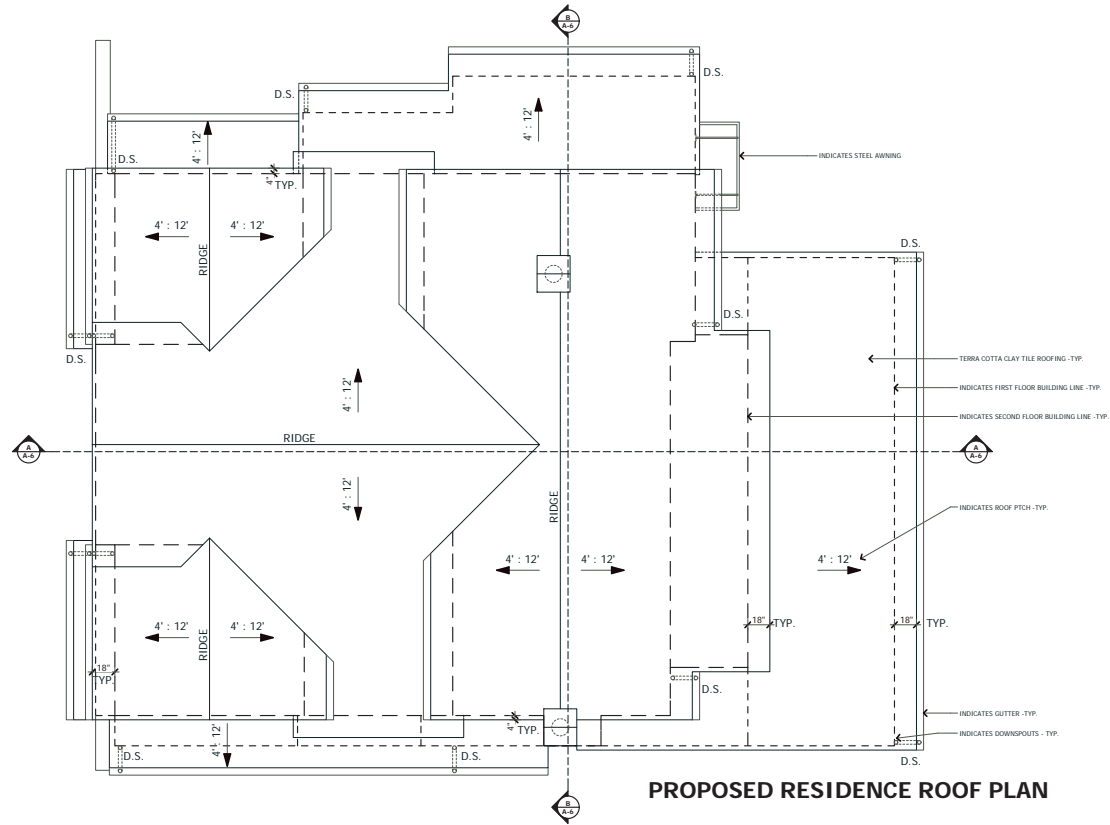 B
A-6
D.S.
D.S.
D.S.
4' : 12'
4' : 12'
INDICATES STEEL AWNING
4"
TYP.
4' : 12'
4' : 12'
RIDGE
D.S.
D.S.
D.S.
TERRA COTTA CLAY TILE ROOFING -TYP.
4' : 12'
INDICATES FIRST FLOOR BUILDING LINE -TYP.
INDICATES SECOND FLOOR BUILDING LINE -TYP.
RIDGE
A
A-6
A
A-6
4' : 12'
RIDGE
INDICATES ROOF PTCH -TYP.
4' : 12'
4' : 12'
4' : 12'
4' : 12'
4' : 12'
RIDGE
18"
TYP.
18"
TYP.
18"
TYP.
D.S.
INDICATES GUTTER -TYP.
4"
TYP.
INDICATES DOWNSPOUTS - TYP.
4' : 12'
D.S.
D.S.
D.S.
PROPOSED RESIDENCE ROOF PLAN
B
A-6